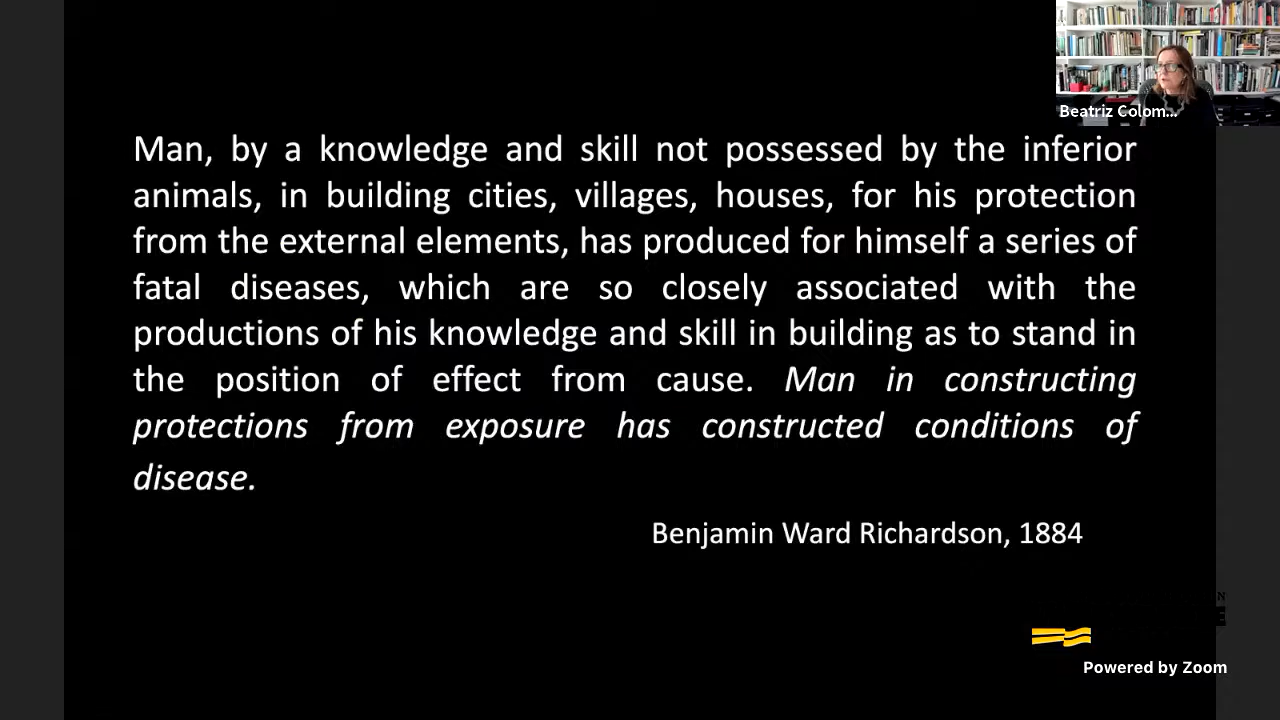 Beatriz Colom...
Man, by a knowledge and skill not possessed by the inferior
animals, in building cities, villages, houses, for his protection
from the external elements, has produced for himself a series of
fatal diseases, which are so closely associated with the
productions of his knowledge and skill in building as to stand in
the position of effect from cause. Man in constructing
protections from exposure has constructed conditions of
disease.
Benjamin Ward Richardson, 1884
Powered by Zoom